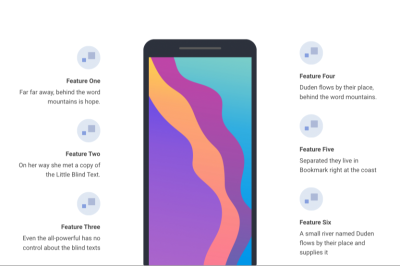 Feature One
Far far away, behind the word
mountains is hope.
Feature Two
On her way she met a copy of
the Little Blind Text.
Feature Three
Even the all-powerful has no
control about the blind texts
Feature Four
Duden flows by their place,
behind the word mountains.
Feature Five
Separated they live in
Bookmark right at the coast
Feature Six
A small river named Duden
flows by their place and
supplies it